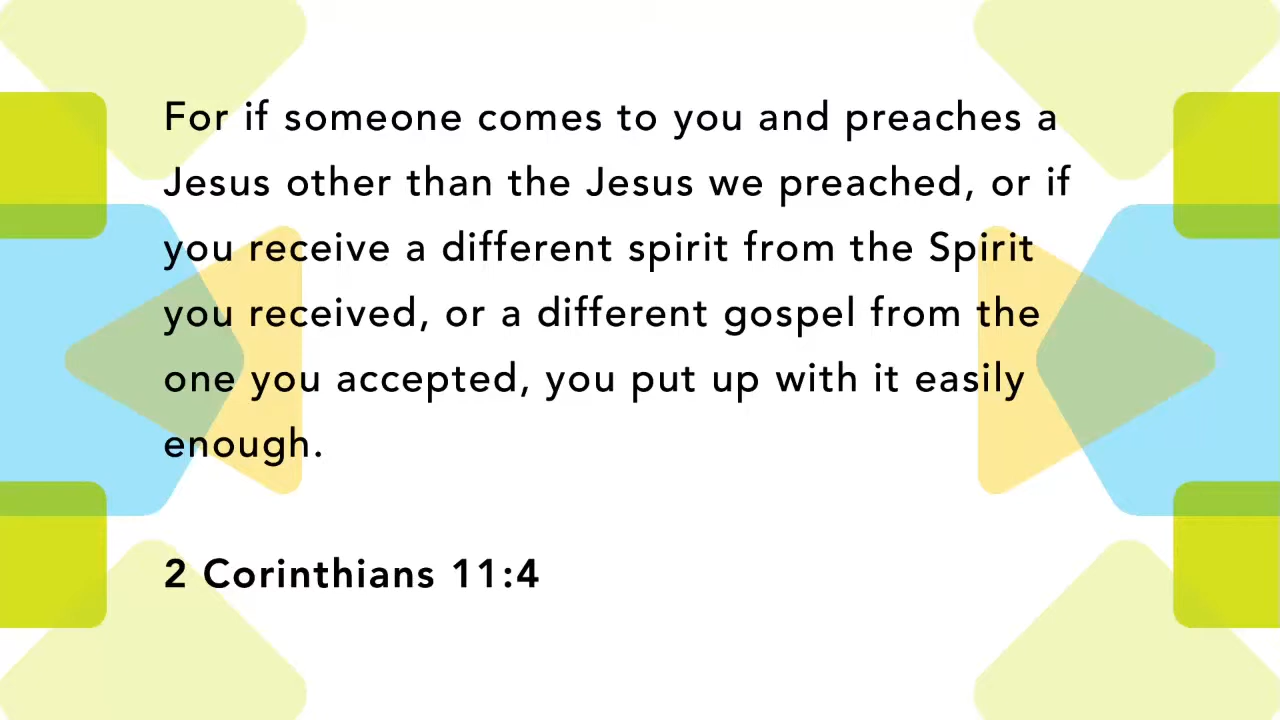 For if someone comes to you and preaches a
Jesus other than the Jesus we preached, or if
you receive a different spirit from the Spirit
you received, or a different gospel from the
one you accepted, you put up with it easily
enough.
2 Corinthians 11:4